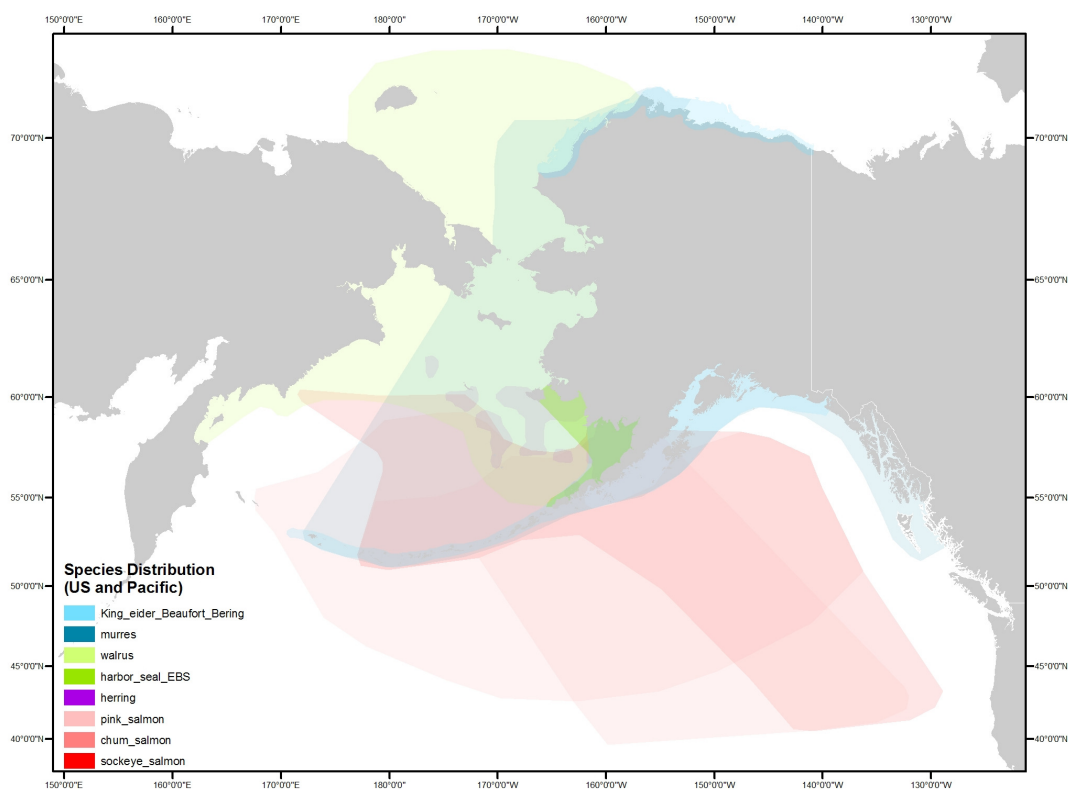 150°0'0"E 160°0'0"E 170°0'0"E 180°0'0" 170°0'0"W 160°0'0"W 150°0'0"W 140°0'0"W 130°0'0"W
70°0'0"N 70°0'0"N
65°0'0"N 65°0'0"N
60°0'0"N 60°0'0"N
55°0'0"N 55°0'0"N
Species Distribution
(US and Pacific)
50°0'0"N 50°0'0"N
King_eider_Beaufort_Bering
murres
walrus
45°0'0"N 45°0'0"N
harbor_seal_EBS
herring
pink_salmon
40°0'0"N chum_salmon 40°0'0"N
sockeye_salmon
150°0'0"E 160°0'0"E 170°0'0"E 180°0'0" 170°0'0"W 160°0'0"W 150°0'0"W 140°0'0"W 130°0'0"W